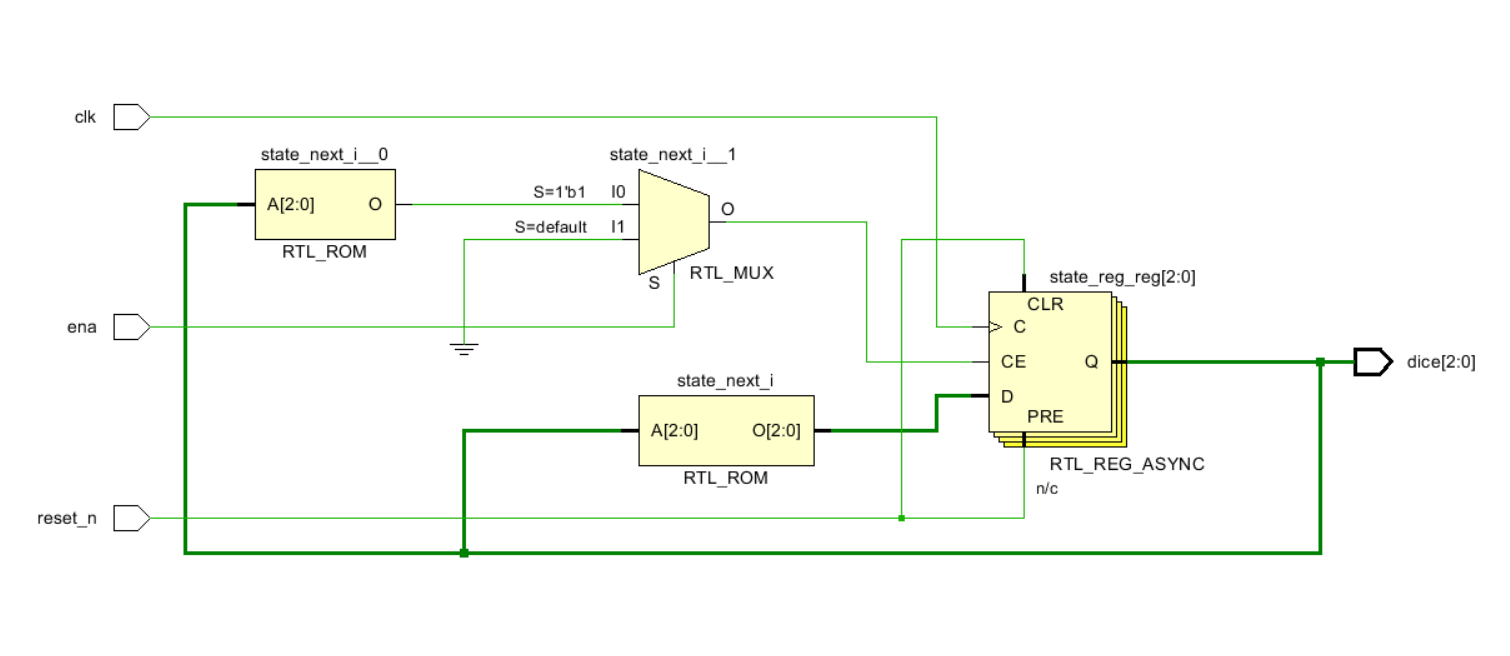 clk
state_next_i__0
state_next_i__1
A[2:0]
O
S=1'b1
I0
S=default
I1
O
RTL_ROM
S
RTL_MUX
state_reg_reg[2:0]
CLR
ena
C
CE
Q
dice[2:0]
state_next_i
D
PRE
A[2:0]
O[2:0]
RTL_ROM
RTL_REG_ASYNC
n/c
reset_n